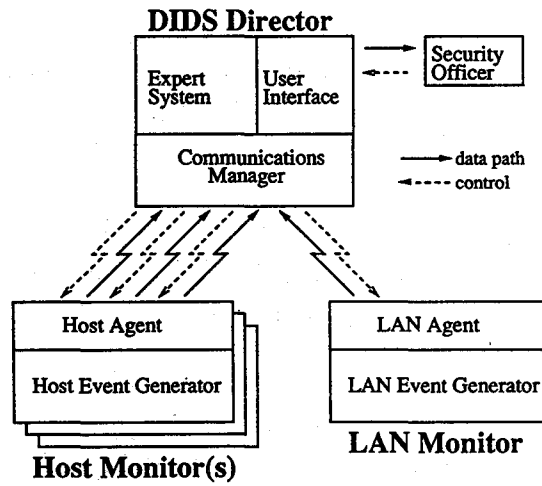 DIDS Director
Expert
System
User
Interface
Security
Officer
Communications
Manager
data path
control
Host Agent
Host Event Generator
Host Monitor(s)
LAN Agent
LAN Event Generator
LAN Monitor